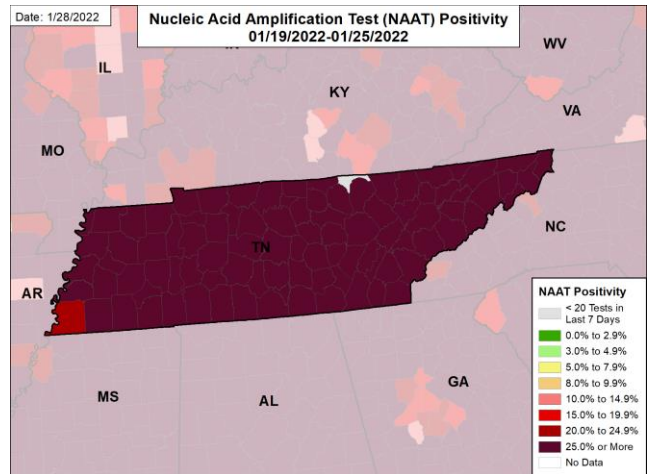 Date: 1/28/2022
Nucleic Acid Amplification Test (NAAT) Positivity
01/19/2022-01/25/2022
WV
IL
KY
VA
MO
TN
NC
AR
MS
AL
GA
NAAT Positivity
< 20 Tests in
Last 7 Days
0.0% to 2.9%
3.0% to 4.9%
5.0% to 7.9%
8.0% to 9.9%
10.0% to 14.9%
15.0% to 19.9%
20.0% to 24.9%
25.0% or More
No Data